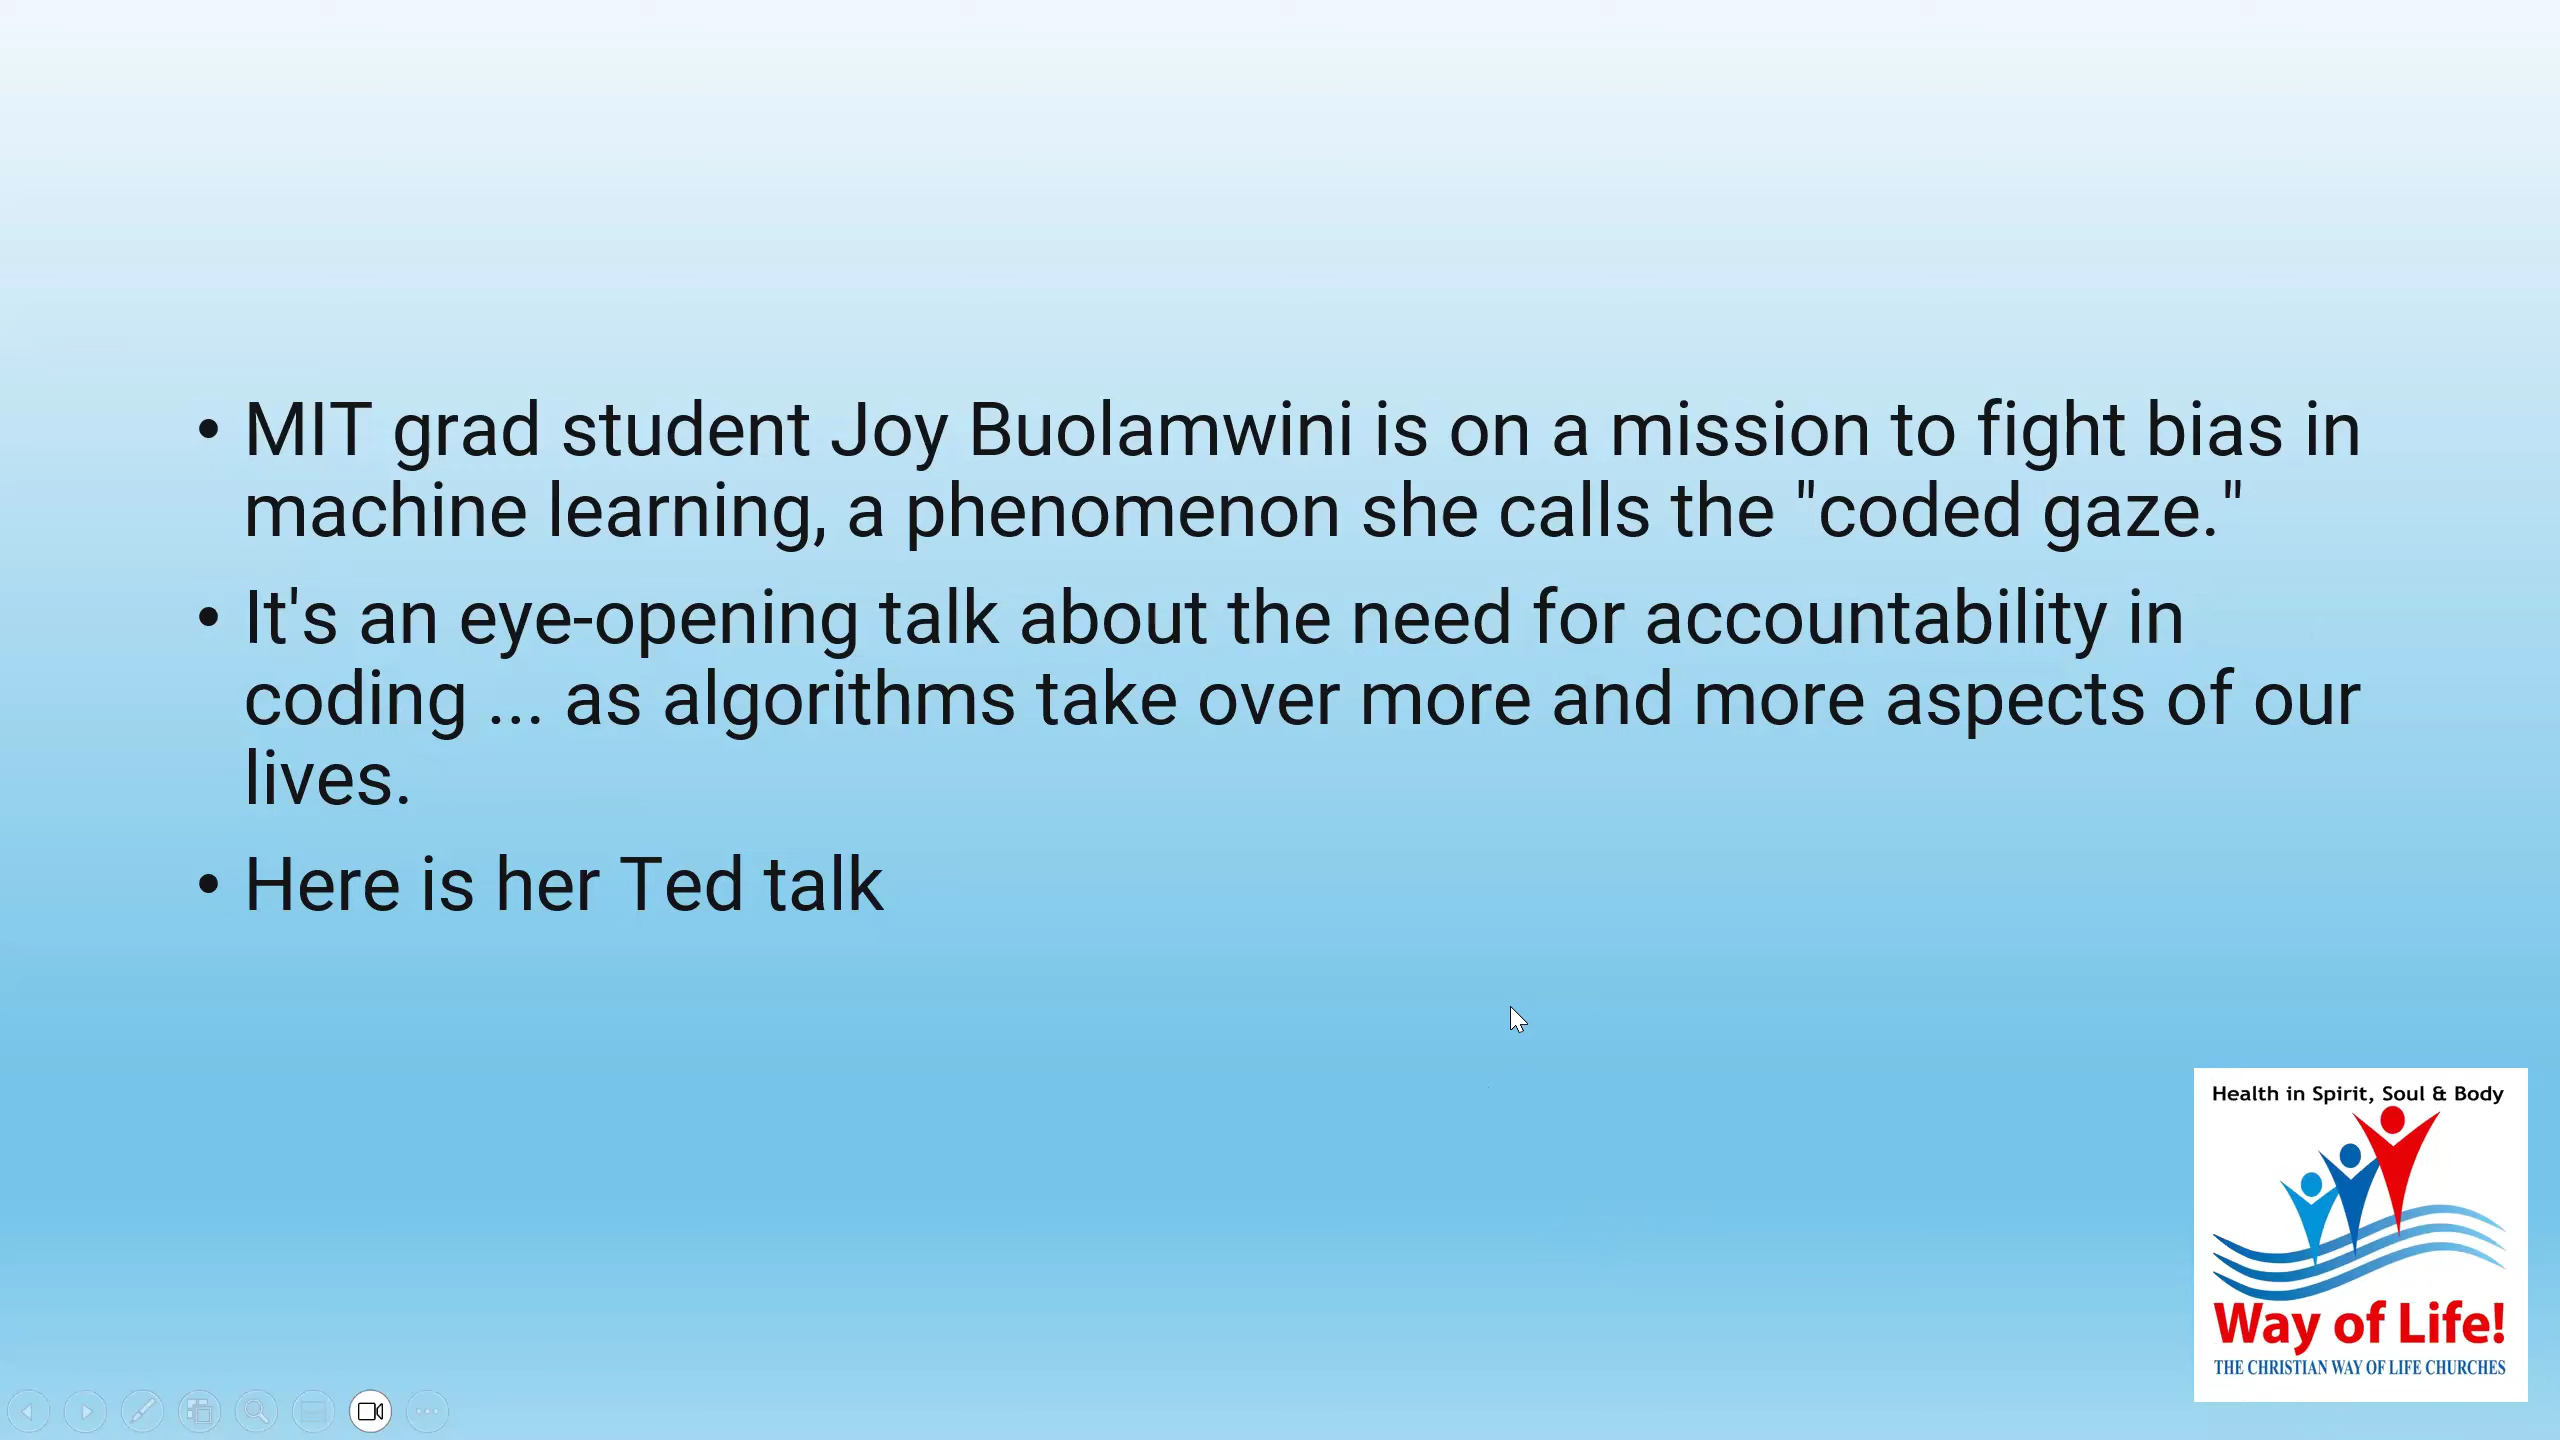 • MIT grad student Joy Buolamwini is on a mission to fight bias in
machine learning, a phenomenon she calls the "coded gaze."
• It's an eye-opening talk about the need for accountability in
coding ... as algorithms take over more and more aspects of our
lives.
• Here is her Ted talk
Health in Spirit, Soul & Body
Way of Life!
THE CHRISTIAN WAY OF LIFE CHURCHES